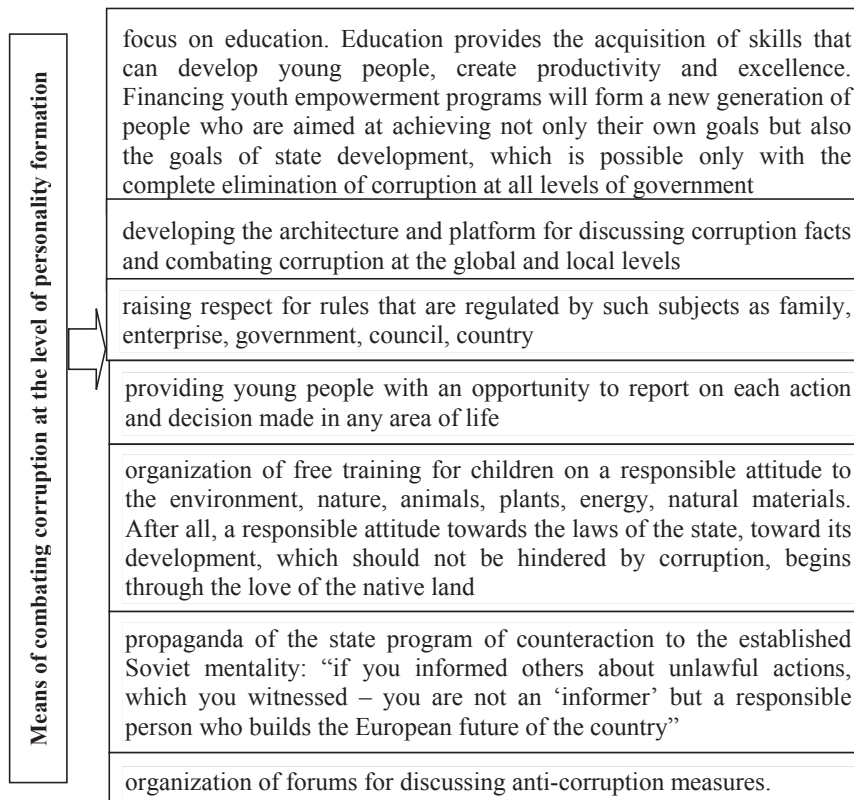 Means of combating corruption at the level of personality formation
focus on education. Education provides the acquisition of skills that
can develop young people, create productivity and excellence.
Financing youth empowerment programs will form a new generation of
people who are aimed at achieving not only their own goals but also
the goals of state development, which is possible only with the
complete elimination of corruption at all levels of government
developing the architecture and platform for discussing corruption facts
and combating corruption at the global and local levels
raising respect for rules that are regulated by such subjects as family,
enterprise, government, council, country
providing young people with an opportunity to report on each action
and decision made in any area of life
organization of free training for children on a responsible attitude to
the environment, nature, animals, plants, energy, natural materials.
After all, a responsible attitude towards the laws of the state, toward its
development, which should not be hindered by corruption, begins
through the love of the native land
propaganda of the state program of counteraction to the established
Soviet mentality: “if you informed others about unlawful actions,
which you witnessed – you are not an ‘informer’ but a responsible
person who builds the European future of the country”
organization of forums for discussing anti-corruption measures.